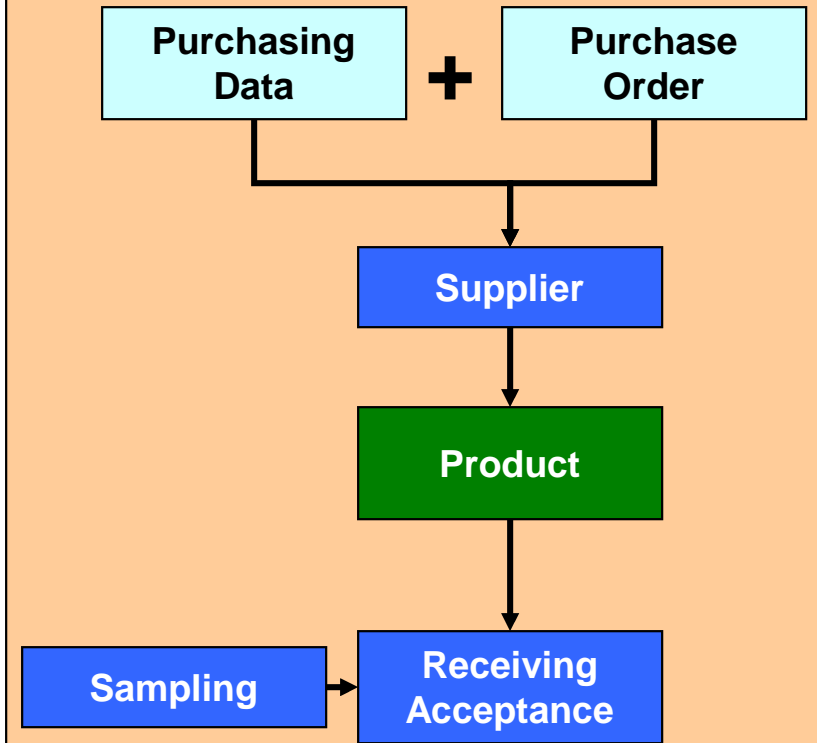 Purchasing
Data
+
Purchase
Order
Supplier
Product
Sampling
Receiving
Acceptance